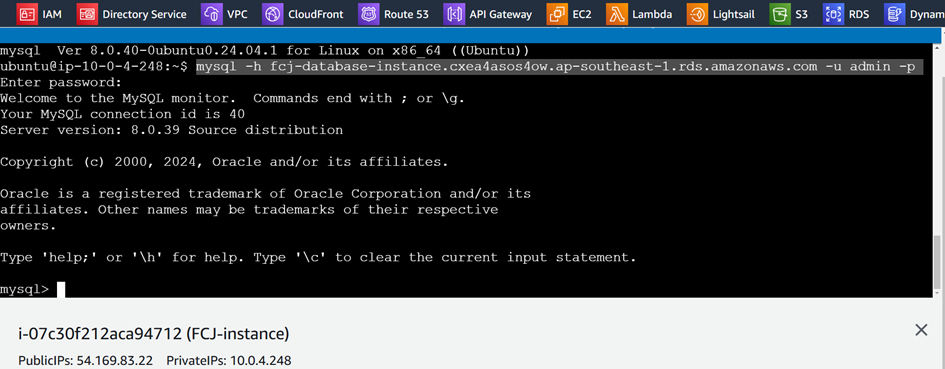 IAM Directory Service VPC CloudFront Route 53 API Gateway EC2 Lambda Lightsail S3 RDS Dynam
mysql  Ver 8.0.40-0ubuntu0.24.04.1 for Linux on x86_64 ((Ubuntu))
ubuntu@ip-10-0-4-248:~$ mysql -h fcj-database-instance.cxea4asos4ow.ap-southeast-1.rds.amazonaws.com -u admin -p
Enter password:
Welcome to the MySQL monitor.  Commands end with ; or \g.
Your MySQL connection id is 40
Server version: 8.0.39 Source distribution
Copyright (c) 2000, 2024, Oracle and/or its affiliates.
Oracle is a registered trademark of Oracle Corporation and/or its
affiliates. Other names may be trademarks of their respective
owners.
Type 'help;' or '\h' for help. Type '\c' to clear the current input statement.
mysql>
i-07c30f212aca94712 (FCJ-instance)
PublicIPs: 54.169.83.22 PrivateIPs: 10.0.4.248